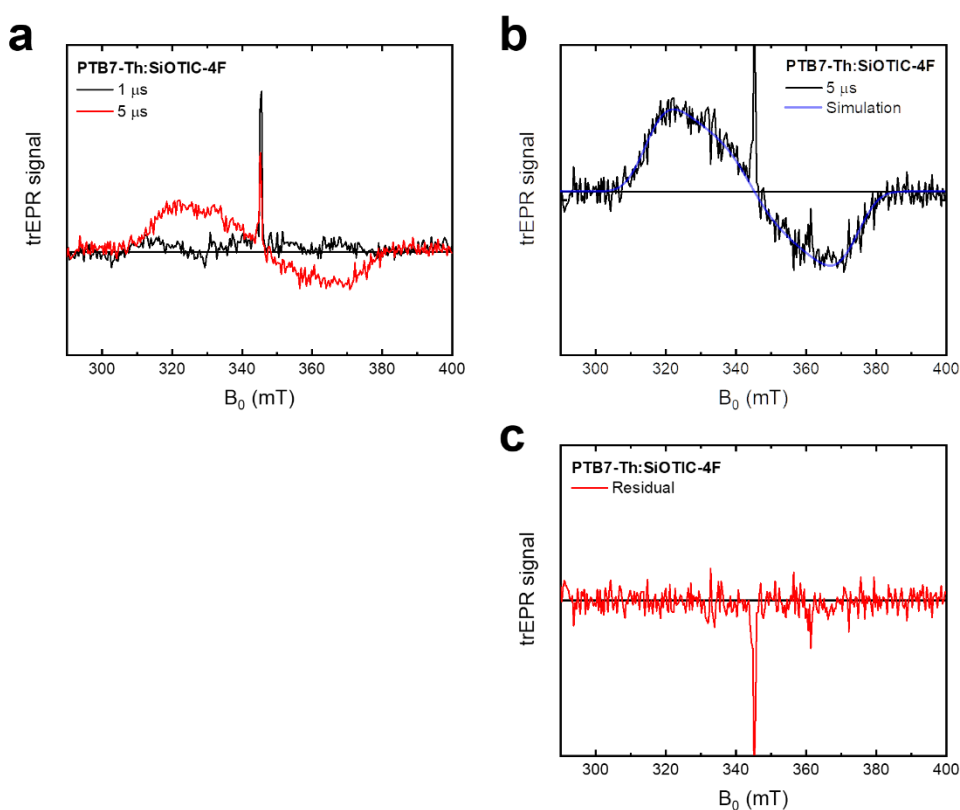 a
PTB7-Th:SiOTIC-4F
1 μs
5 μs
trEPR signal
300 320 340 360 380 400
B₀ (mT)
b
PTB7-Th:SiOTIC-4F
5 μs
Simulation
trEPR signal
300 320 340 360 380 400
B₀ (mT)
c
PTB7-Th:SiOTIC-4F
Residual
trEPR signal
300 320 340 360 380 400
B₀ (mT)